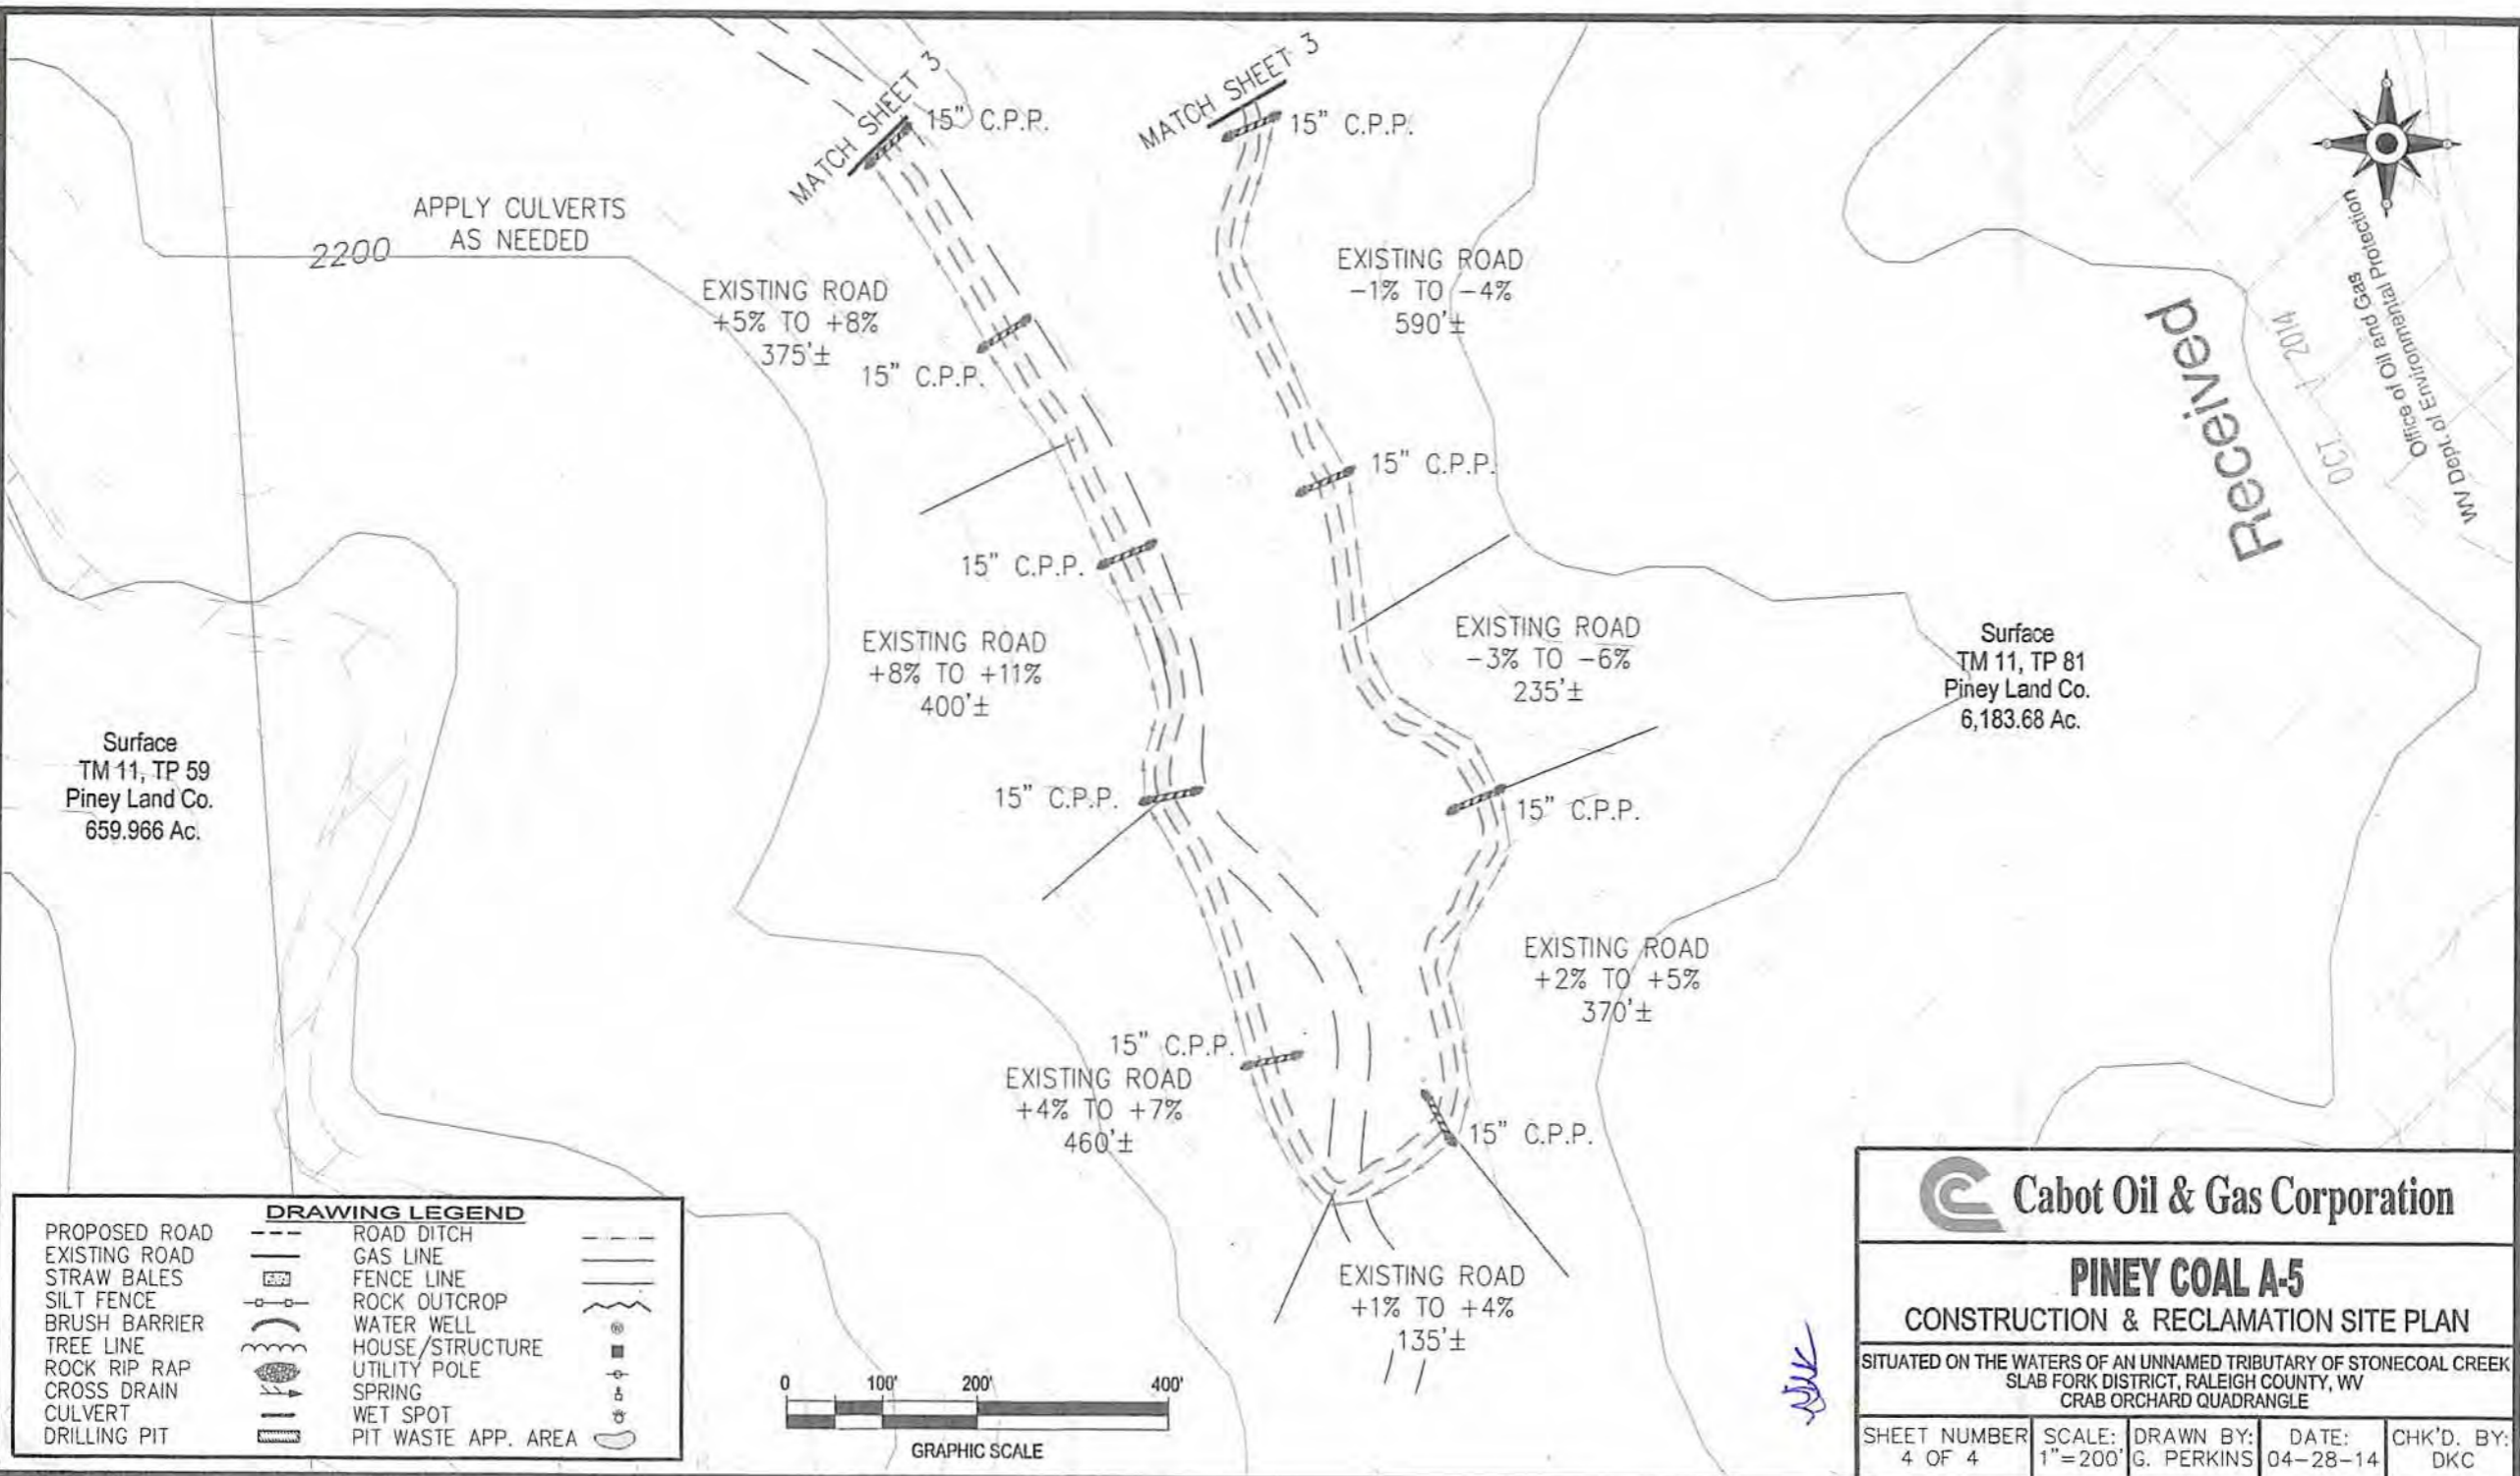 MATCH SHEET 3
15" C.P.P.
MATCH SHEET 3
15" C.P.P.
APPLY CULVERTS
AS NEEDED
2200
EXISTING ROAD
+5% TO +8%
375'±
15" C.P.P.
EXISTING ROAD
-1% TO -4%
590'±
15" C.P.P.
Received
OCT 2014
Office of Oil and Gas
WV Dept. of Environmental Protection
15" C.P.P.
EXISTING ROAD
+8% TO +11%
400'±
EXISTING ROAD
-3% TO -6%
235'±
Surface
TM 11, TP 81
Piney Land Co.
6,183.68 Ac.
Surface
TM 11, TP 59
Piney Land Co.
659.966 Ac.
15" C.P.P.
15" C.P.P.
EXISTING ROAD
+2% TO +5%
370'±
15" C.P.P.
EXISTING ROAD
+4% TO +7%
460'±
15" C.P.P.
EXISTING ROAD
+1% TO +4%
135'±
DRAWING LEGEND
PROPOSED ROAD
EXISTING ROAD
STRAW BALES
SILT FENCE
BRUSH BARRIER
TREE LINE
ROCK RIP RAP
CROSS DRAIN
CULVERT
DRILLING PIT
ROAD DITCH
GAS LINE
FENCE LINE
ROCK OUTCROP
WATER WELL
HOUSE/STRUCTURE
UTILITY POLE
SPRING
WET SPOT
PIT WASTE APP. AREA
0 100' 200' 400'
GRAPHIC SCALE
Cabot Oil & Gas Corporation
PINEY COAL A-5
CONSTRUCTION & RECLAMATION SITE PLAN
SITUATED ON THE WATERS OF AN UNNAMED TRIBUTARY OF STONECOAL CREEK
SLAB FORK DISTRICT, RALEIGH COUNTY, WV
CRAB ORCHARD QUADRANGLE
SHEET NUMBER
4 OF 4
SCALE:
1"=200'
DRAWN BY:
G. PERKINS
DATE:
04-28-14
CHK'D. BY:
DKC